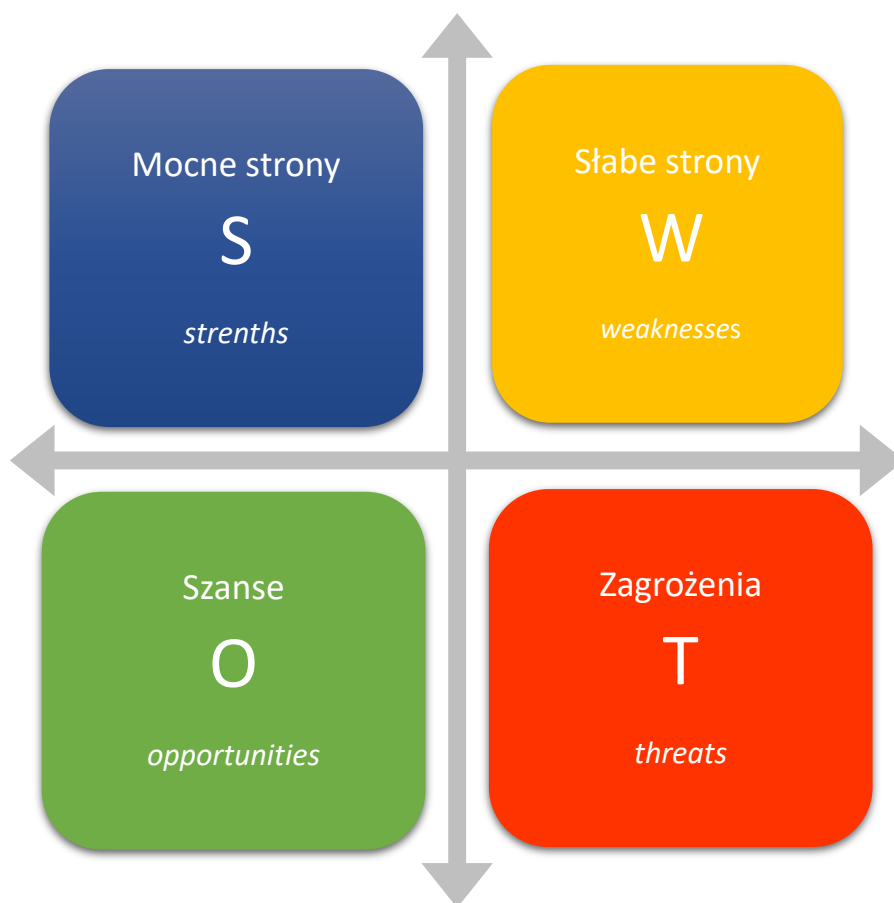 Mocne strony
S
strenths
Słabe strony
W
weaknesses
Szanse
O
opportunities
Zagrożenia
T
threats